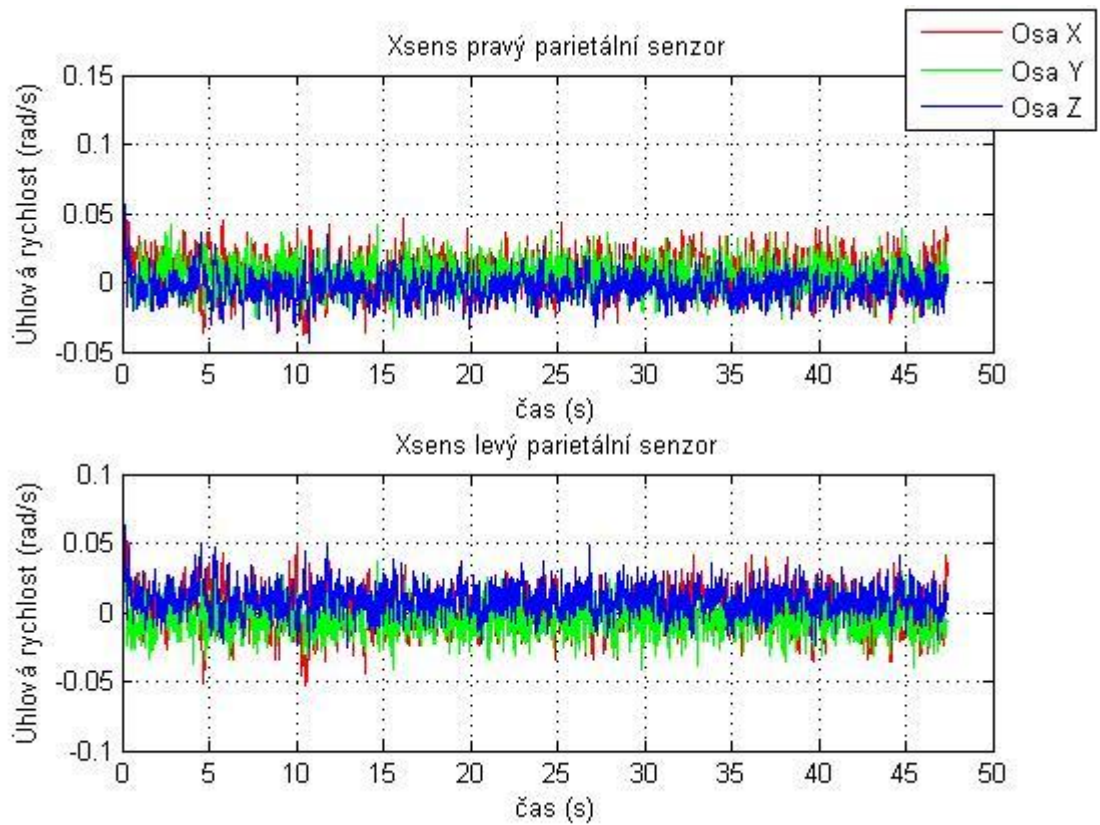 Xsens pravý parietální senzor
Osa X
Osa Y
Osa Z
Úhlová rychlost (rad/s)
0.15
0.1
0.05
0
-0.05
0 5 10 15 20 25 30 35 40 45 50
čas (s)
Xsens levý parietální senzor
Úhlová rychlost (rad/s)
0.1
0.05
0
-0.05
-0.1
0 5 10 15 20 25 30 35 40 45 50
čas (s)